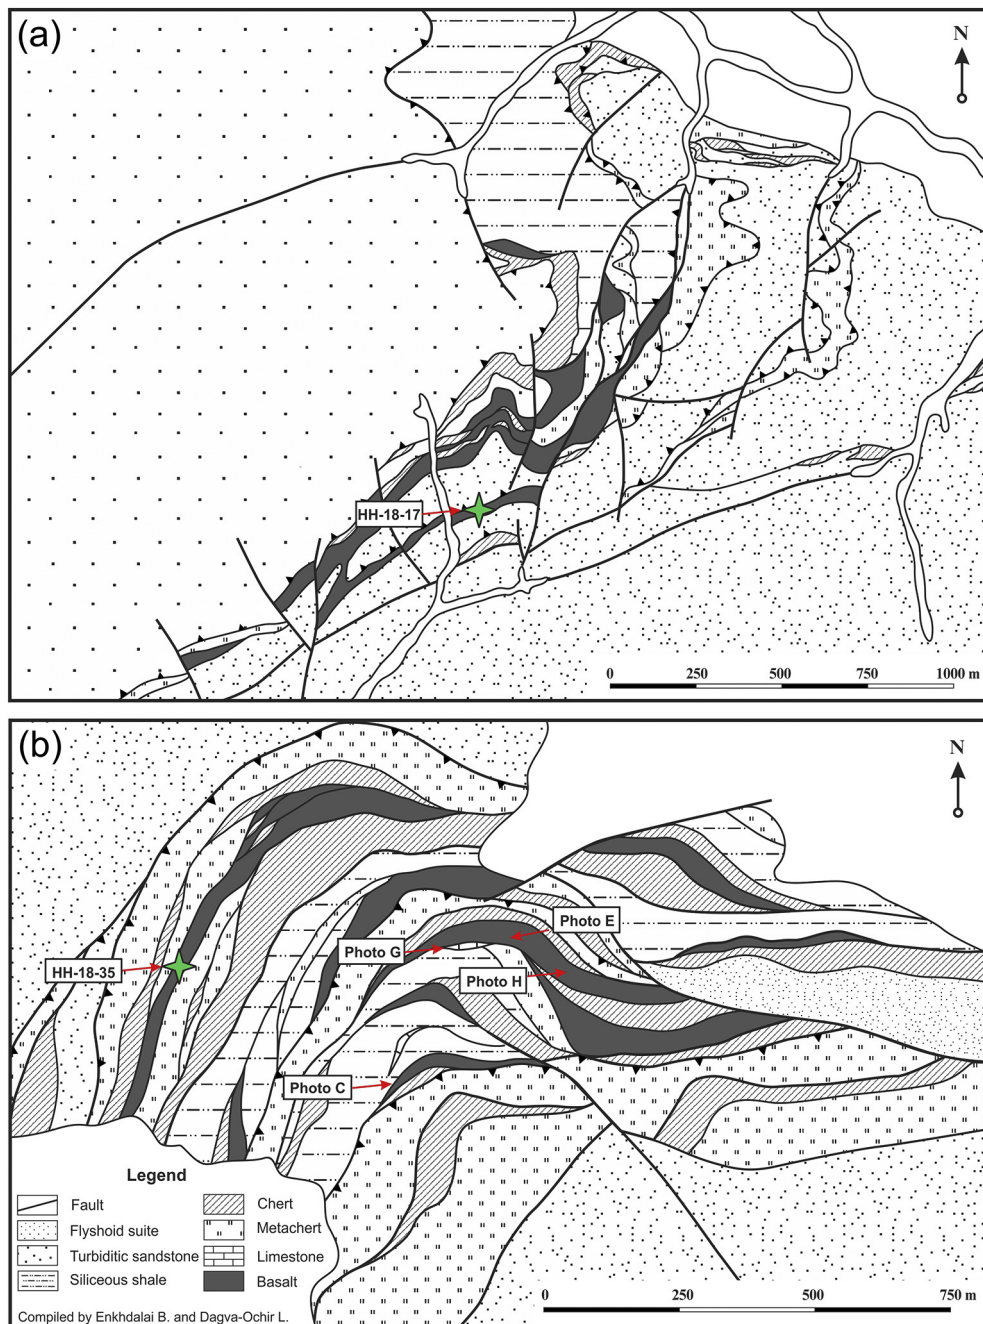 (a)
N
HH-18-17
0 250 500 750 1000 m
(b)
N
Photo E
Photo G
HH-18-35
Photo H
Photo C
Legend
Fault
Chert
Flyshoid suite
Metachert
Turbiditic sandstone
Limestone
Siliceous shale
Basalt
0 250 500 750 m
Compiled by Enkhdalai B. and Dagva-Ochir L.